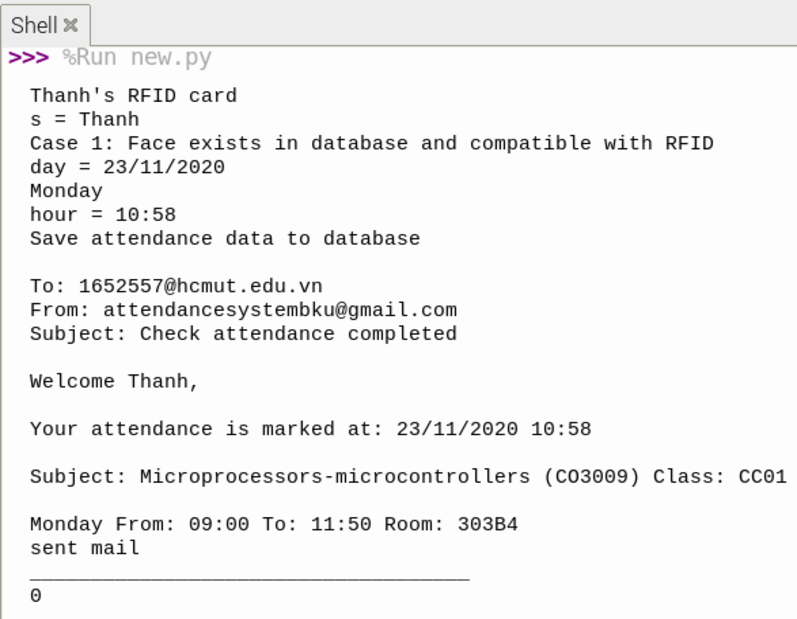 Shell
>>> %Run new.py
Thanh's RFID card
s = Thanh
Case 1: Face exists in database and compatible with RFID
day = 23/11/2020
Monday
hour = 10:58
Save attendance data to database
To: 1652557@hcmut.edu.vn
From: attendancesystembku@gmail.com
Subject: Check attendance completed
Welcome Thanh,
Your attendance is marked at: 23/11/2020 10:58
Subject: Microprocessors-microcontrollers (CO3009) Class: CC01
Monday From: 09:00 To: 11:50 Room: 303B4
sent mail
____________________________________
0